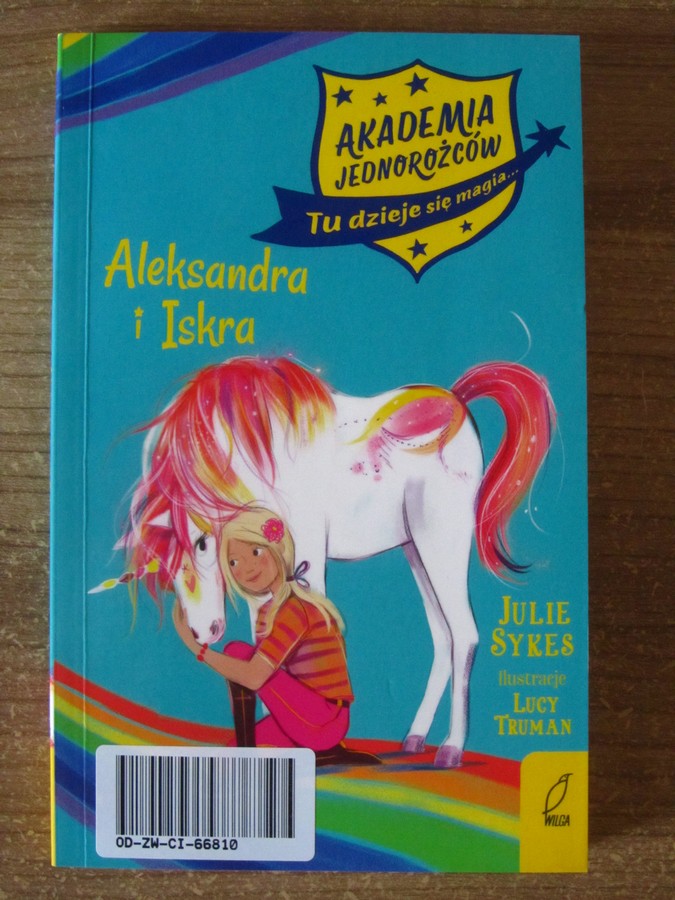 AKADEMIA
JEDNOROŻCÓW
Tu dzieje się magia...
Aleksandra
i Iskra
JULIE
SYKES
Ilustracje
LUCY
TRUMAN
WILGA
OD-ZW-CI-66810